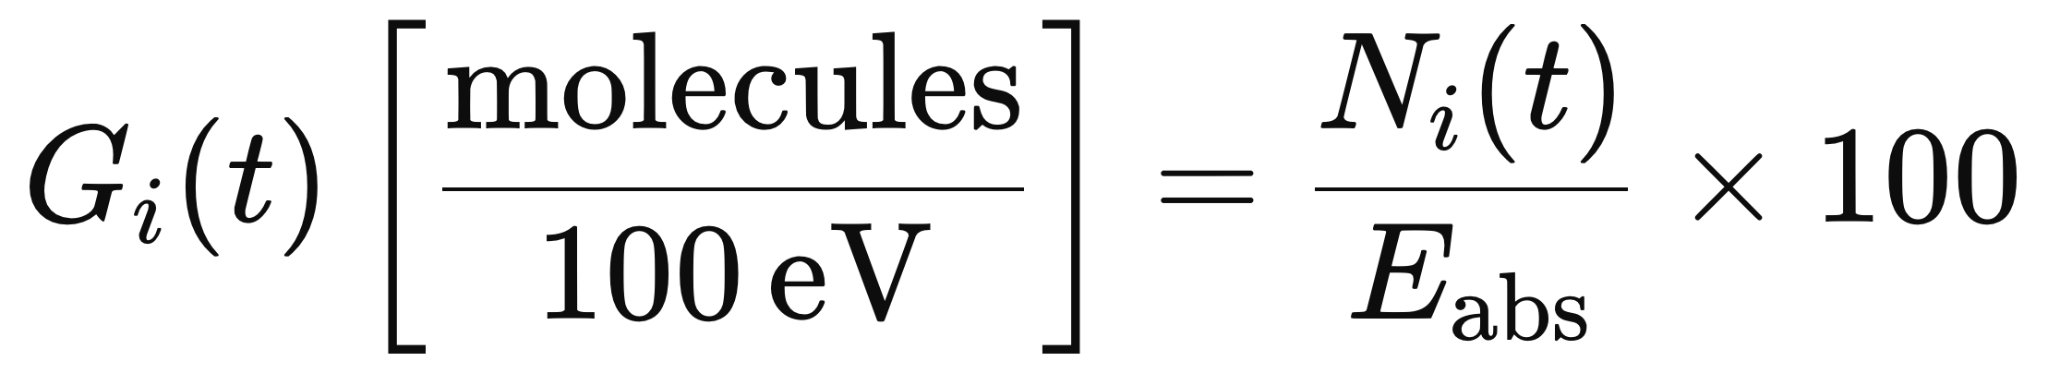 G_i(t) [molecules / 100 eV] = N_i(t) / E_abs × 100